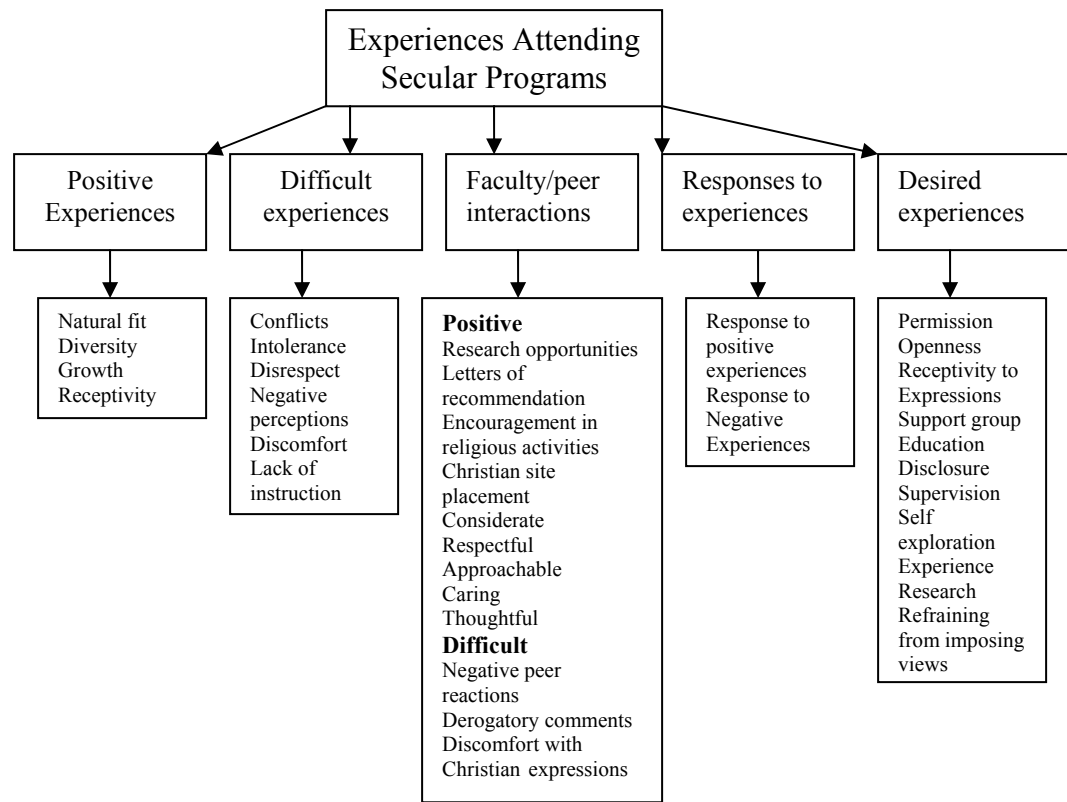 Experiences Attending
Secular Programs
Positive
Experiences
Difficult
experiences
Faculty/peer
interactions
Responses to
experiences
Desired
experiences
Natural fit
Diversity
Growth
Receptivity
Conflicts
Intolerance
Disrespect
Negative
perceptions
Discomfort
Lack of
instruction
Positive
Research opportunities
Letters of
recommendation
Encouragement in
religious activities
Christian site
placement
Considerate
Respectful
Approachable
Caring
Thoughtful
Difficult
Negative peer
reactions
Derogatory comments
Discomfort with
Christian expressions
Response to
positive
experiences
Response to
Negative
Experiences
Permission
Openness
Receptivity to
Expressions
Support group
Education
Disclosure
Supervision
Self
exploration
Experience
Research
Refraining
from imposing
views